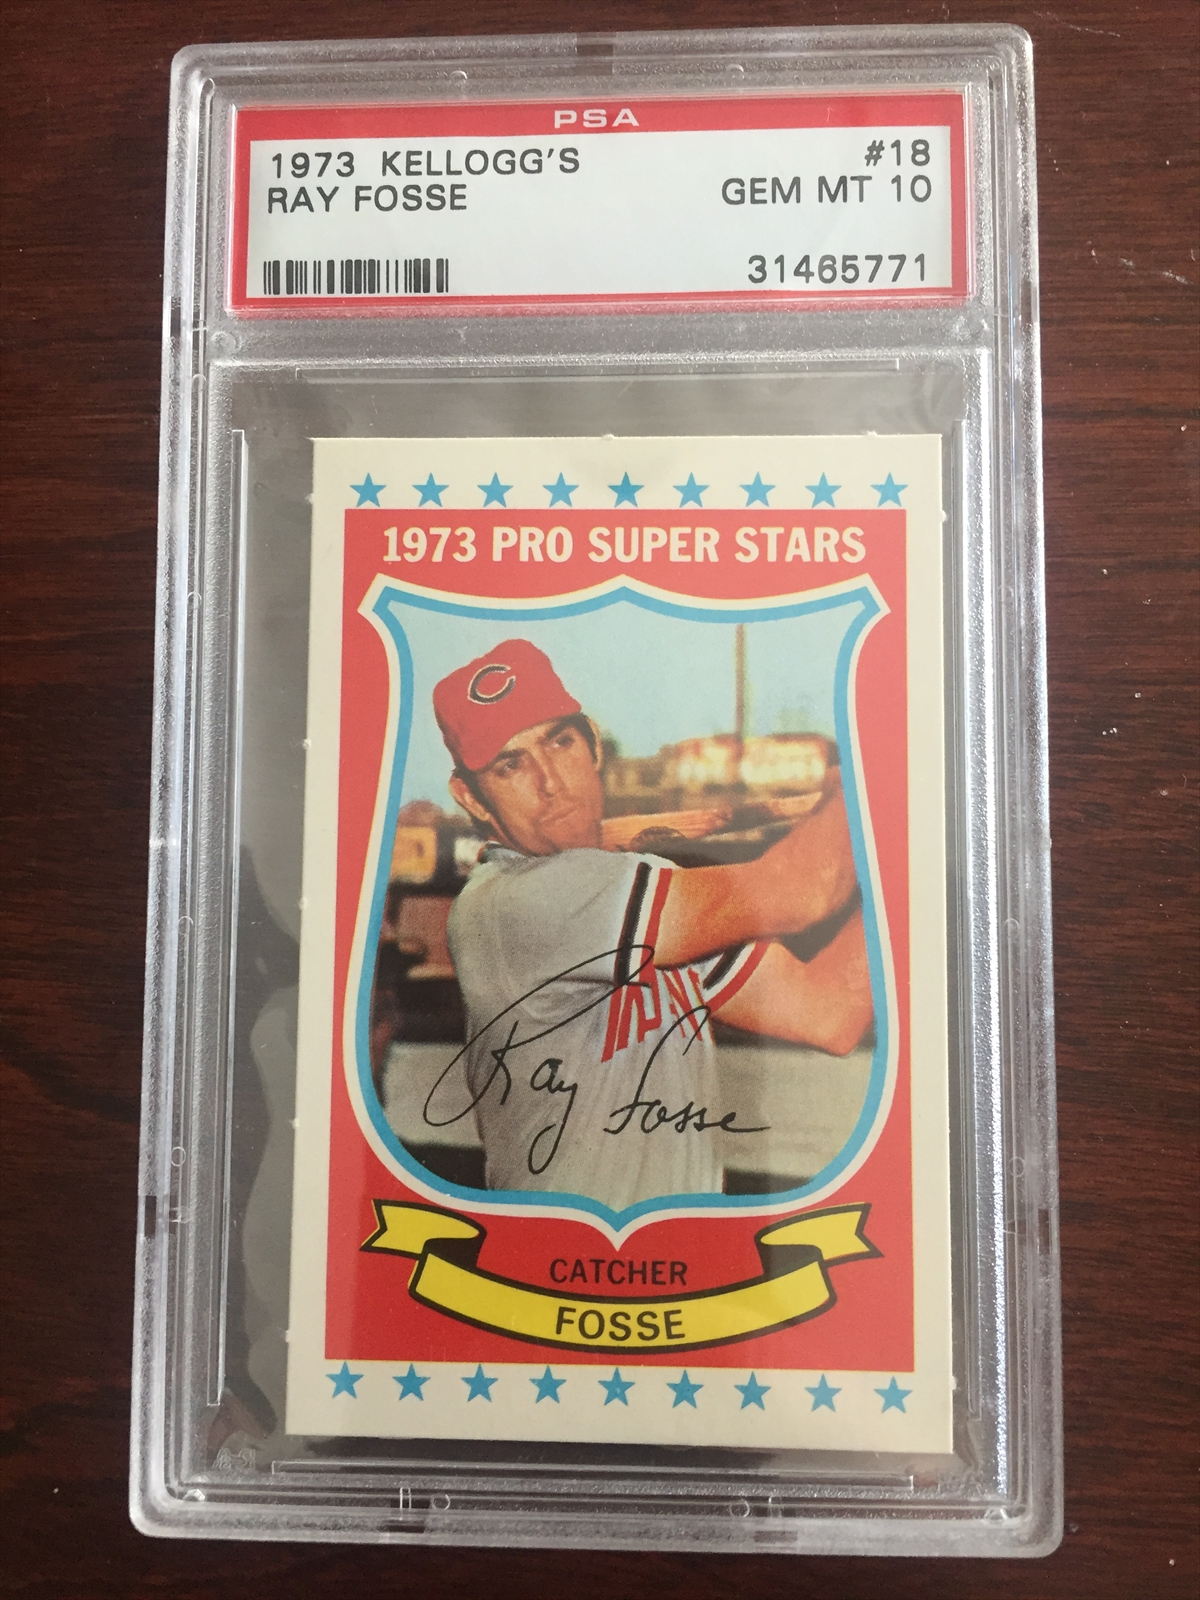 PSA
1973 KELLOGG'S #18
RAY FOSSE GEM MT 10
31465771
1973 PRO SUPER STARS
C
Ray Fosse
CATCHER
FOSSE